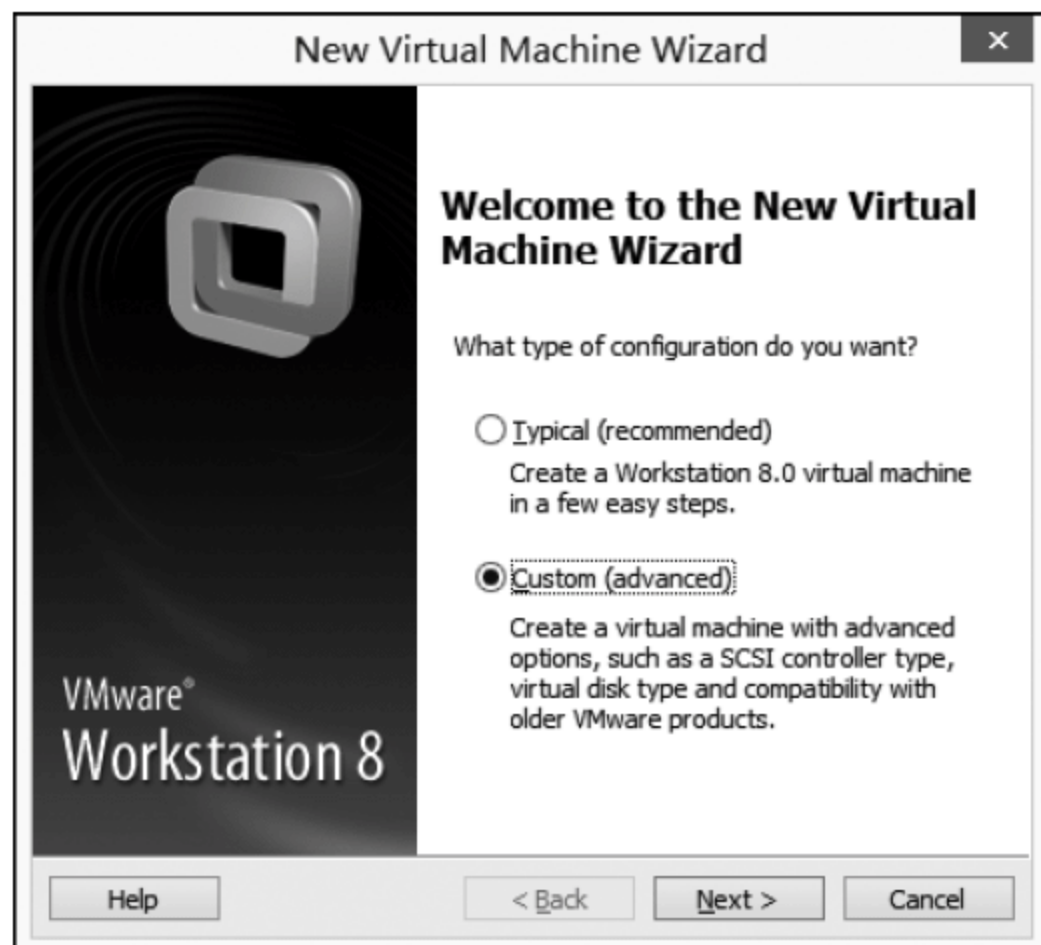 New Virtual Machine Wizard
×
Welcome to the New Virtual
Machine Wizard
What type of configuration do you want?
Typical (recommended)
Create a Workstation 8.0 virtual machine
in a few easy steps.
Custom (advanced)
Create a virtual machine with advanced
options, such as a SCSI controller type,
virtual disk type and compatibility with
older VMware products.
VMware®
Workstation 8
Help
< Back
Next >
Cancel